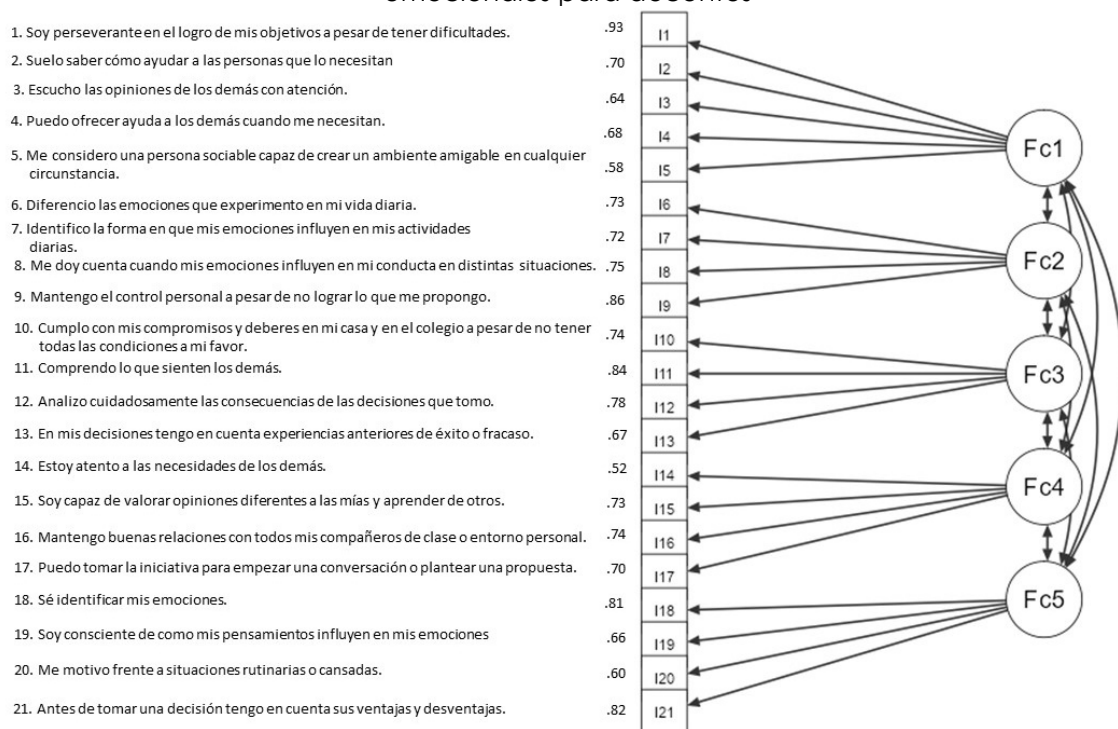 emocionales para docentes
1. Soy perseverante en el logro de mis objetivos a pesar de tener dificultades. .93 I1
2. Suelo saber cómo ayudar a las personas que lo necesitan .70 I2
3. Escucho las opiniones de los demás con atención. .64 I3
4. Puedo ofrecer ayuda a los demás cuando me necesitan. .68 I4
5. Me considero una persona sociable capaz de crear un ambiente amigable en cualquier
circunstancia. .58 I5
6. Diferencio las emociones que experimento en mi vida diaria. .73 I6
7. Identifico la forma en que mis emociones influyen en mis actividades
diarias. .72 I7
8. Me doy cuenta cuando mis emociones influyen en mi conducta en distintas situaciones. .75 I8
9. Mantengo el control personal a pesar de no lograr lo que me propongo. .86 I9
10. Cumplo con mis compromisos y deberes en mi casa y en el colegio a pesar de no tener
todas las condiciones a mi favor. .74 I10
11. Comprendo lo que sienten los demás. .84 I11
12. Analizo cuidadosamente las consecuencias de las decisiones que tomo. .78 I12
13. En mis decisiones tengo en cuenta experiencias anteriores de éxito o fracaso. .67 I13
14. Estoy atento a las necesidades de los demás. .52 I14
15. Soy capaz de valorar opiniones diferentes a las mías y aprender de otros. .73 I15
16. Mantengo buenas relaciones con todos mis compañeros de clase o entorno personal. .74 I16
17. Puedo tomar la iniciativa para empezar una conversación o plantear una propuesta. .70 I17
18. Sé identificar mis emociones. .81 I18
19. Soy consciente de como mis pensamientos influyen en mis emociones .66 I19
20. Me motivo frente a situaciones rutinarias o cansadas. .60 I20
21. Antes de tomar una decisión tengo en cuenta sus ventajas y desventajas. .82 I21
Fc1
Fc2
Fc3
Fc4
Fc5